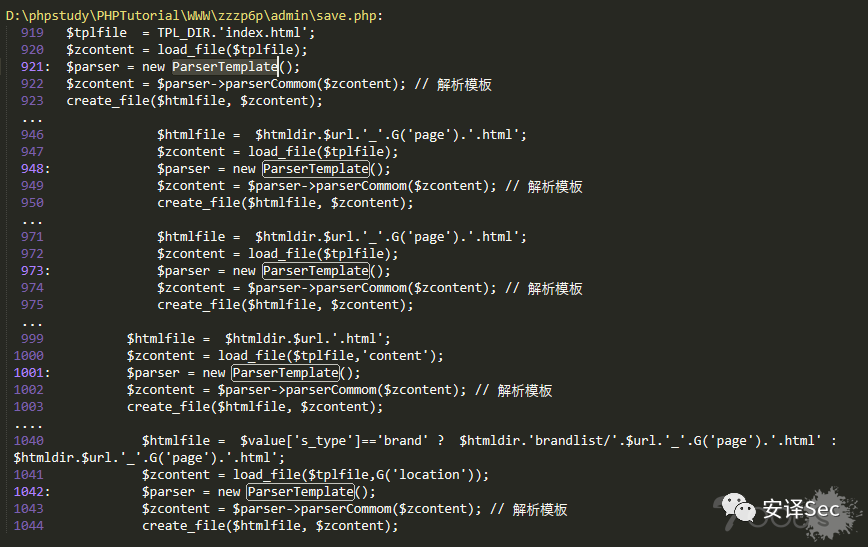 D:\phpstudy\PHPTutorial\WWW\zzzp6p\admin\save.php:
919 $tplfile = TPL_DIR.'index.html';
920 $zcontent = load_file($tplfile);
921: $parser = new ParserTemplate();
922 $zcontent = $parser->parserCommom($zcontent); // 解析模板
923 create_file($htmlfile, $zcontent);
...
946 $htmlfile = $htmldir.$url.'_'.G('page').'.html';
947 $zcontent = load_file($tplfile);
948: $parser = new ParserTemplate();
949 $zcontent = $parser->parserCommom($zcontent); // 解析模板
950 create_file($htmlfile, $zcontent);
...
971 $htmlfile = $htmldir.$url.'_'.G('page').'.html';
972 $zcontent = load_file($tplfile);
973: $parser = new ParserTemplate();
974 $zcontent = $parser->parserCommom($zcontent); // 解析模板
975 create_file($htmlfile, $zcontent);
...
999 $htmlfile = $htmldir.$url.'.html';
1000 $zcontent = load_file($tplfile,'content');
1001: $parser = new ParserTemplate();
1002 $zcontent = $parser->parserCommom($zcontent); // 解析模板
1003 create_file($htmlfile, $zcontent);
....
1040 $htmlfile = $value['s_type']=='brand' ? $htmldir.'brandlist/'.$url.'_'.G('page').'.html' :
$htmldir.$url.'_'.G('page').'.html';
1041 $zcontent = load_file($tplfile,G('location'));
1042: $parser = new ParserTemplate();
1043 $zcontent = $parser->parserCommom($zcontent); // 解析模板
1044 create_file($htmlfile, $zcontent);
安译Sec